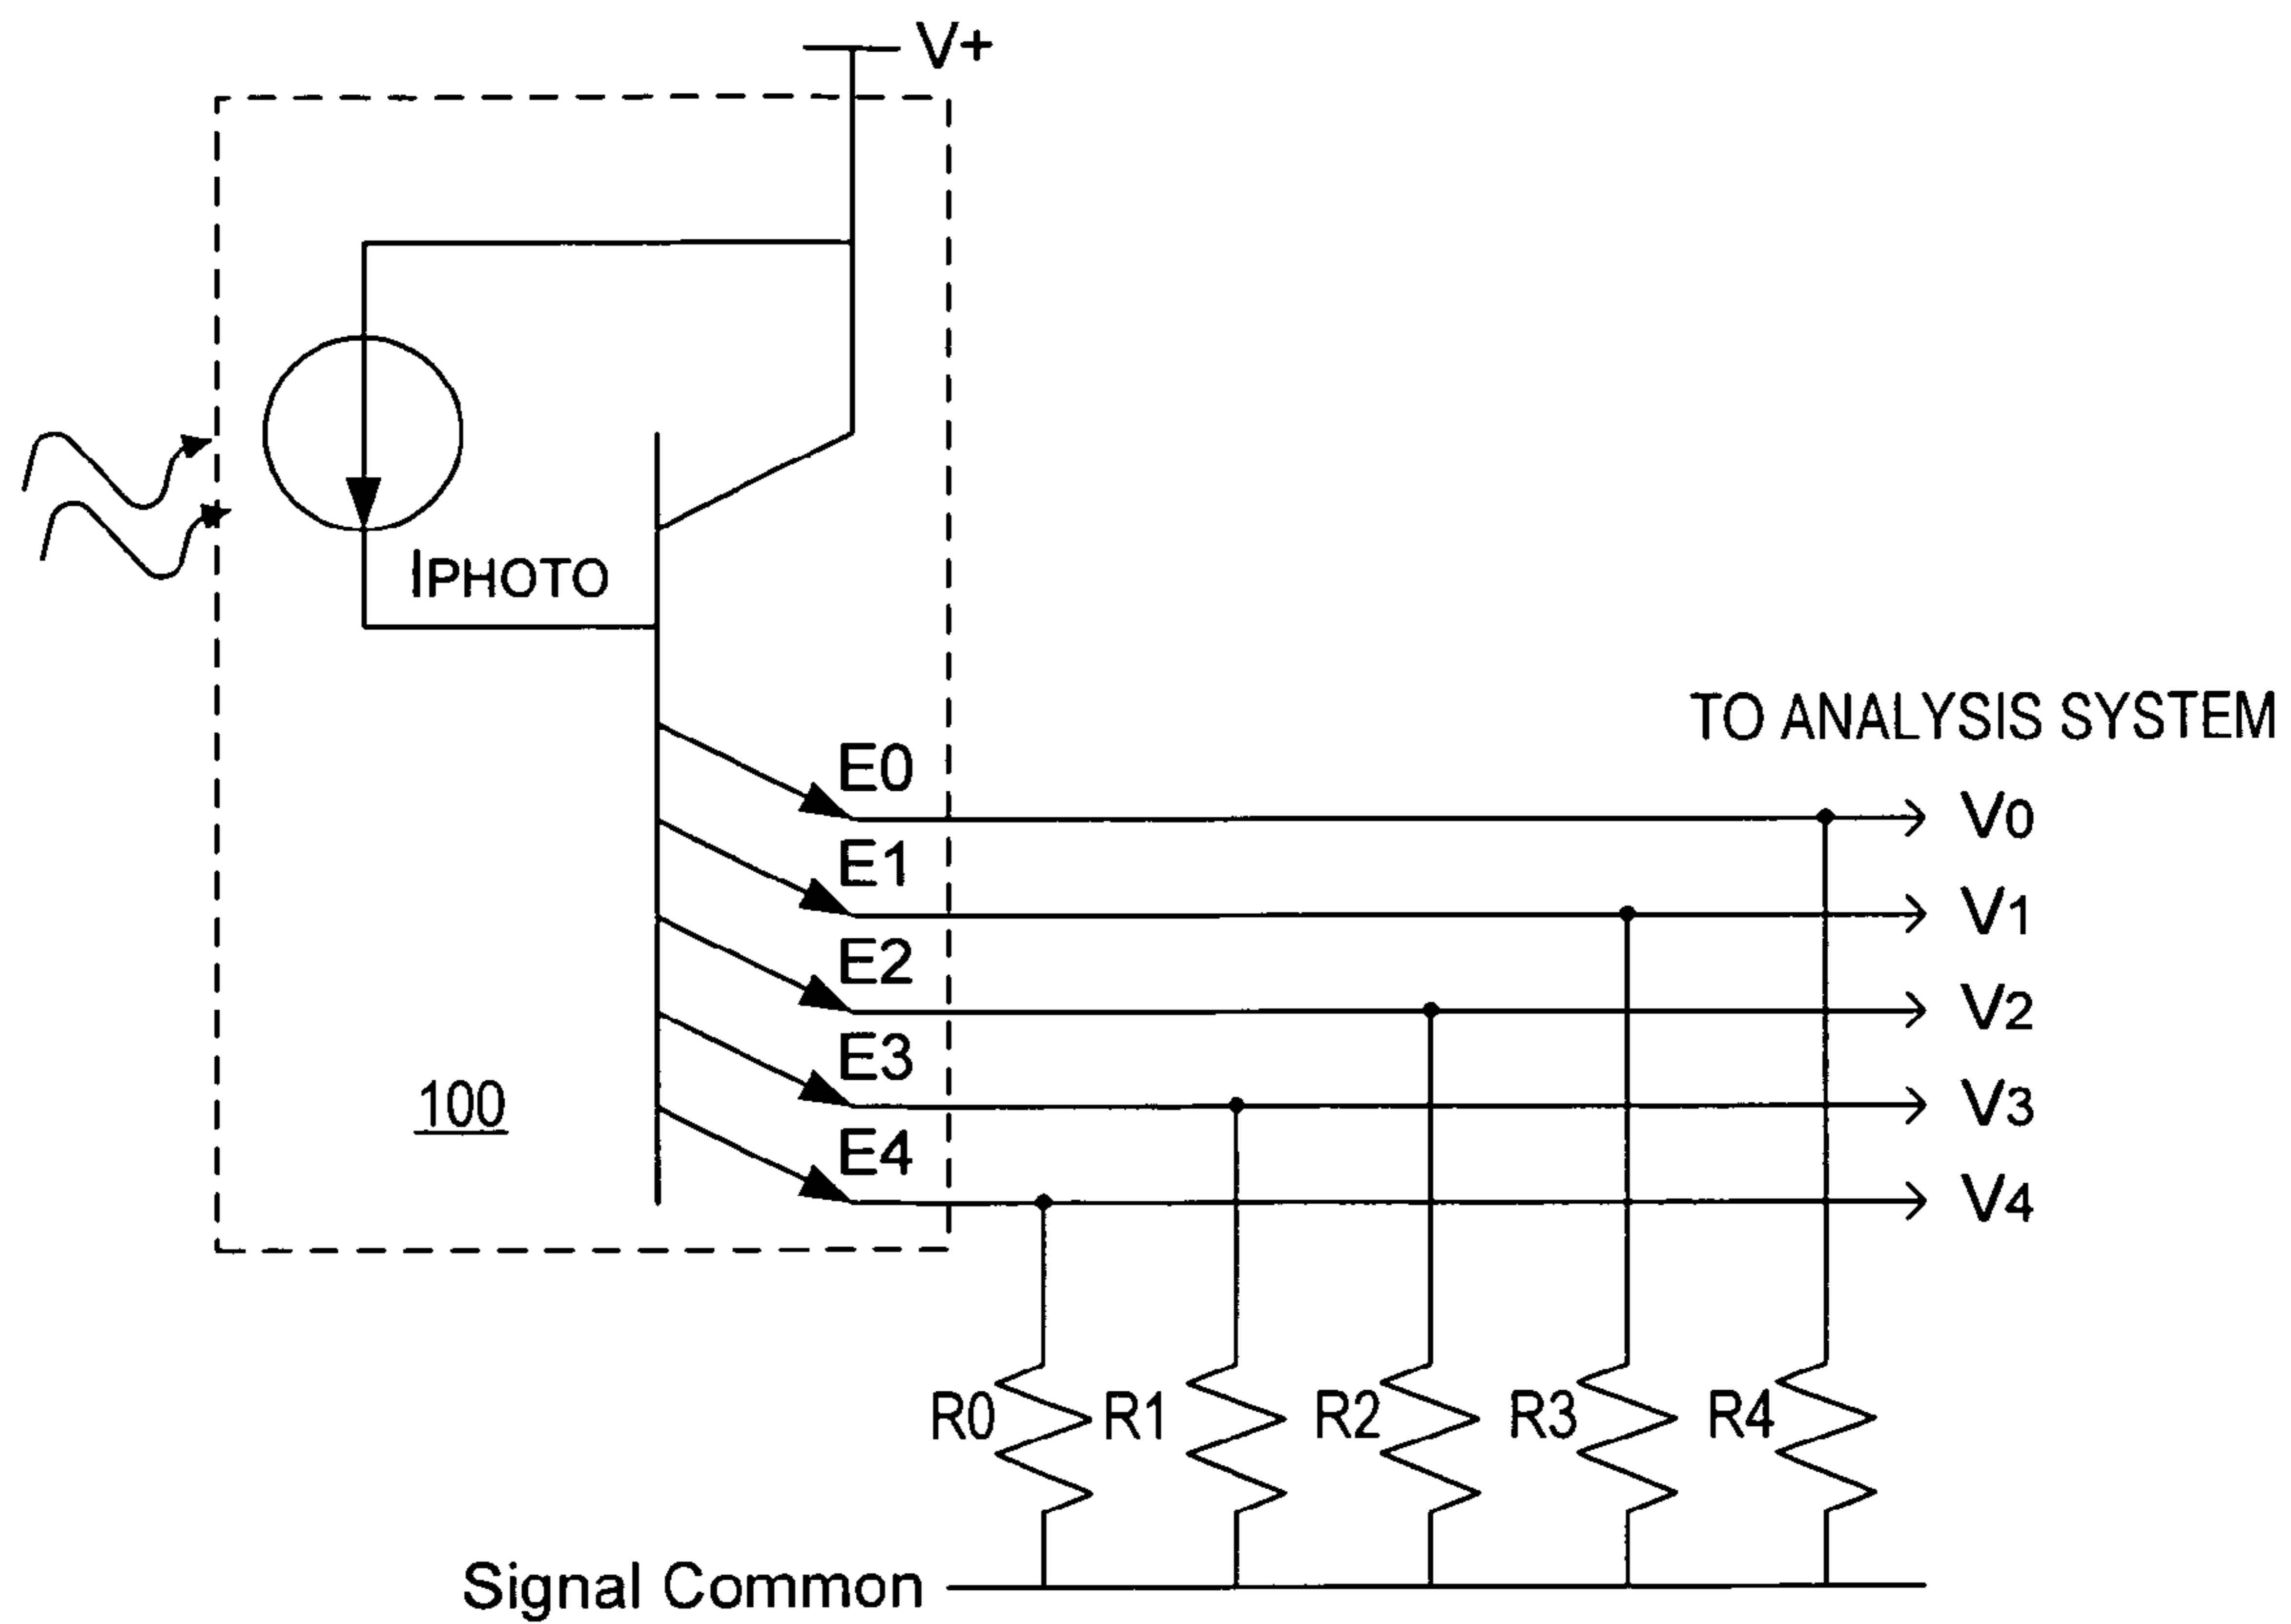 V+
IPHOTO
TO ANALYSIS SYSTEM
E0
V0
E1
V1
E2
V2
E3
V3
100
E4
V4
R0 R1 R2 R3 R4
Signal Common